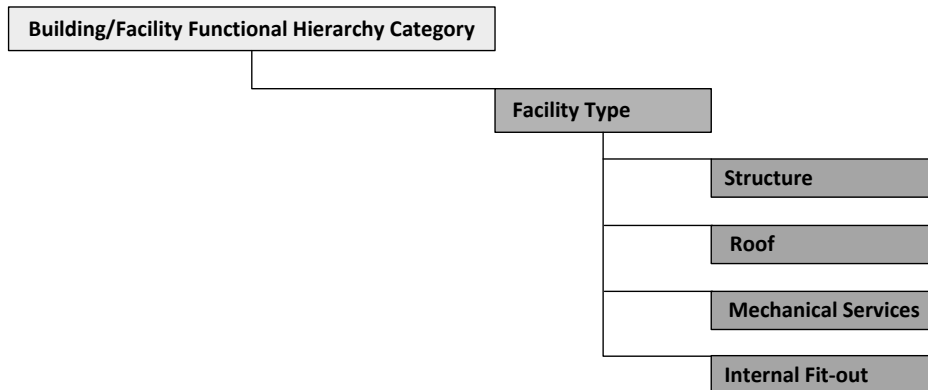 Building/Facility Functional Hierarchy Category
Facility Type
Structure
Roof
Mechanical Services
Internal Fit-out